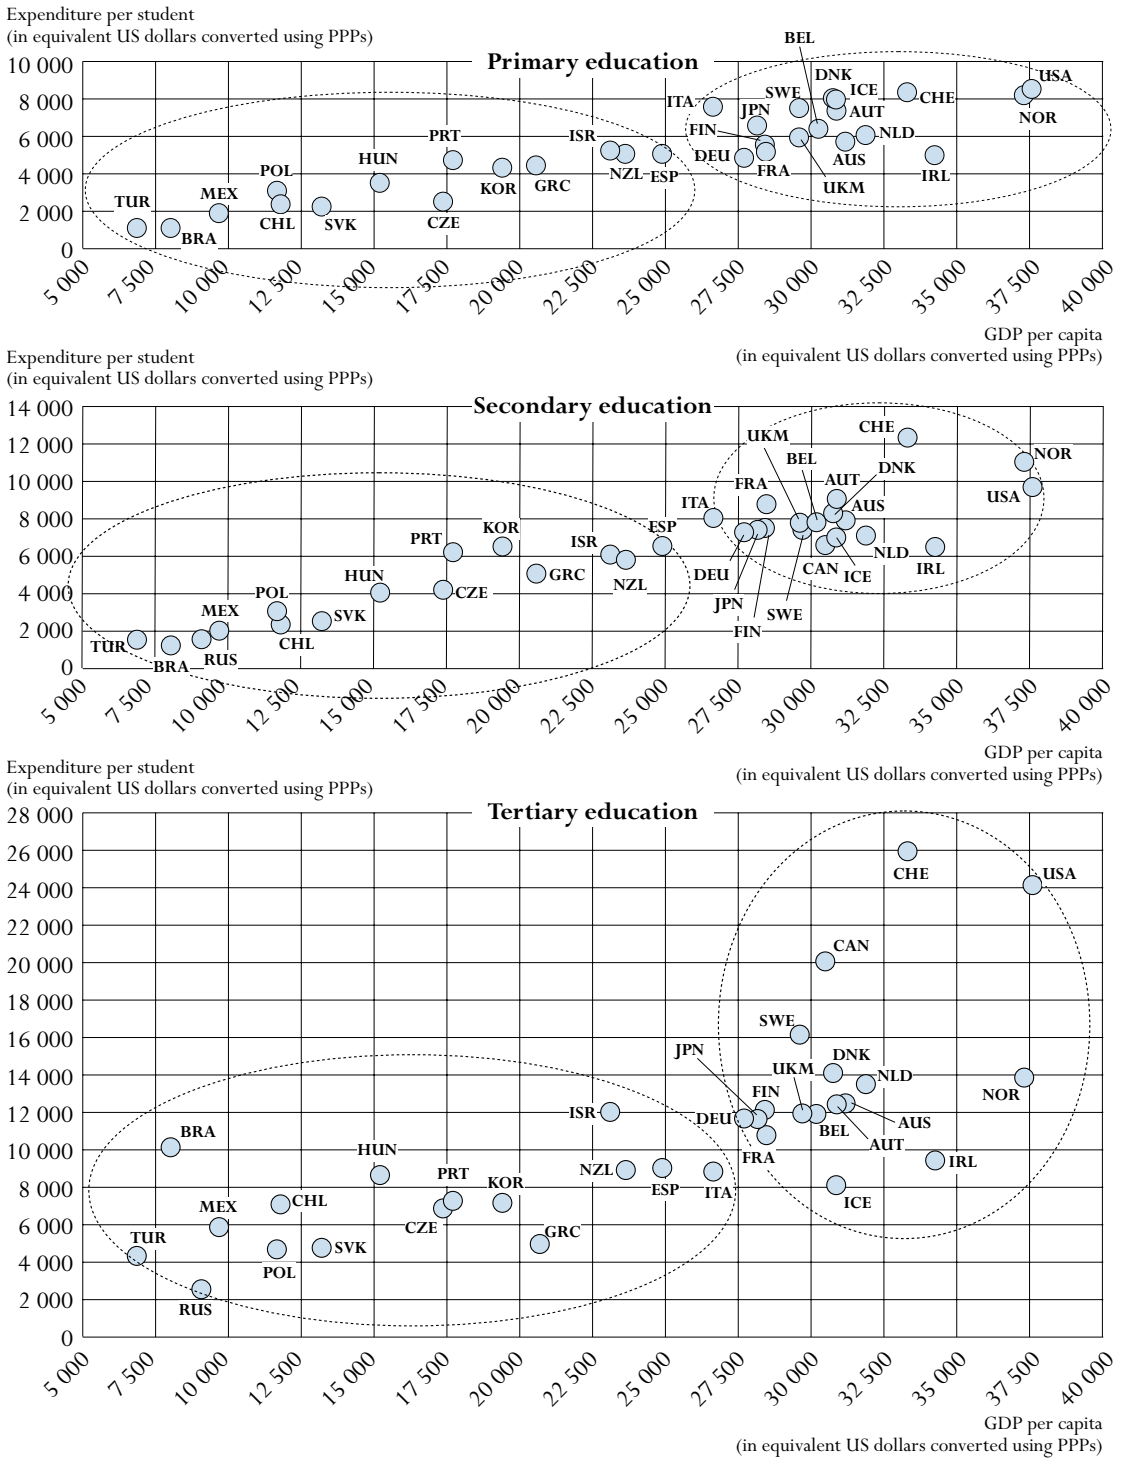 Expenditure per student
(in equivalent US dollars converted using PPPs)
Primary education
BEL
10 000
DNK
USA
SWE
ICE
8 000
ITA
JPN
AUT
CHE
NOR
6 000
PRT
ISR
FIN
NLD
4 000
POL
HUN
KOR
GRC
NZL
ESP
DEU
FRA
UKM
AUS
IRL
2 000
TUR
MEX
CHL
SVK
CZE
0
BRA
5 000
7 500
10 000
12 500
15 000
17 500
20 000
22 500
25 000
27 500
30 000
32 500
35 000
37 500
40 000
GDP per capita
(in equivalent US dollars converted using PPPs)
Expenditure per student
(in equivalent US dollars converted using PPPs)
Secondary education
14 000
12 000
UKM
CHE
NOR
10 000
BEL
DNK
FRA
AUT
USA
8 000
ITA
AUS
6 000
PRT
KOR
ISR
ESP
NLD
4 000
HUN
CZE
GRC
NZL
DEU
CAN
ICE
IRL
2 000
POL
MEX
SVK
JPN
SWE
FIN
0
TUR
BRA
RUS
CHL
5 000
7 500
10 000
12 500
15 000
17 500
20 000
22 500
25 000
27 500
30 000
32 500
35 000
37 500
40 000
GDP per capita
(in equivalent US dollars converted using PPPs)
Expenditure per student
(in equivalent US dollars converted using PPPs)
Tertiary education
28 000
26 000
CHE
24 000
USA
22 000
20 000
CAN
18 000
16 000
SWE
14 000
JPN
UKM
DNK
NLD
NOR
12 000
ISR
DEU
FIN
BEL
AUS
AUT
10 000
BRA
HUN
FRA
IRL
8 000
PRT
KOR
NZL
ESP
ITA
ICE
6 000
MEX
CHL
CZE
GRC
4 000
TUR
POL
SVK
2 000
RUS
0
5 000
7 500
10 000
12 500
15 000
17 500
20 000
22 500
25 000
27 500
30 000
32 500
35 000
37 500
40 000
GDP per capita
(in equivalent US dollars converted using PPPs)